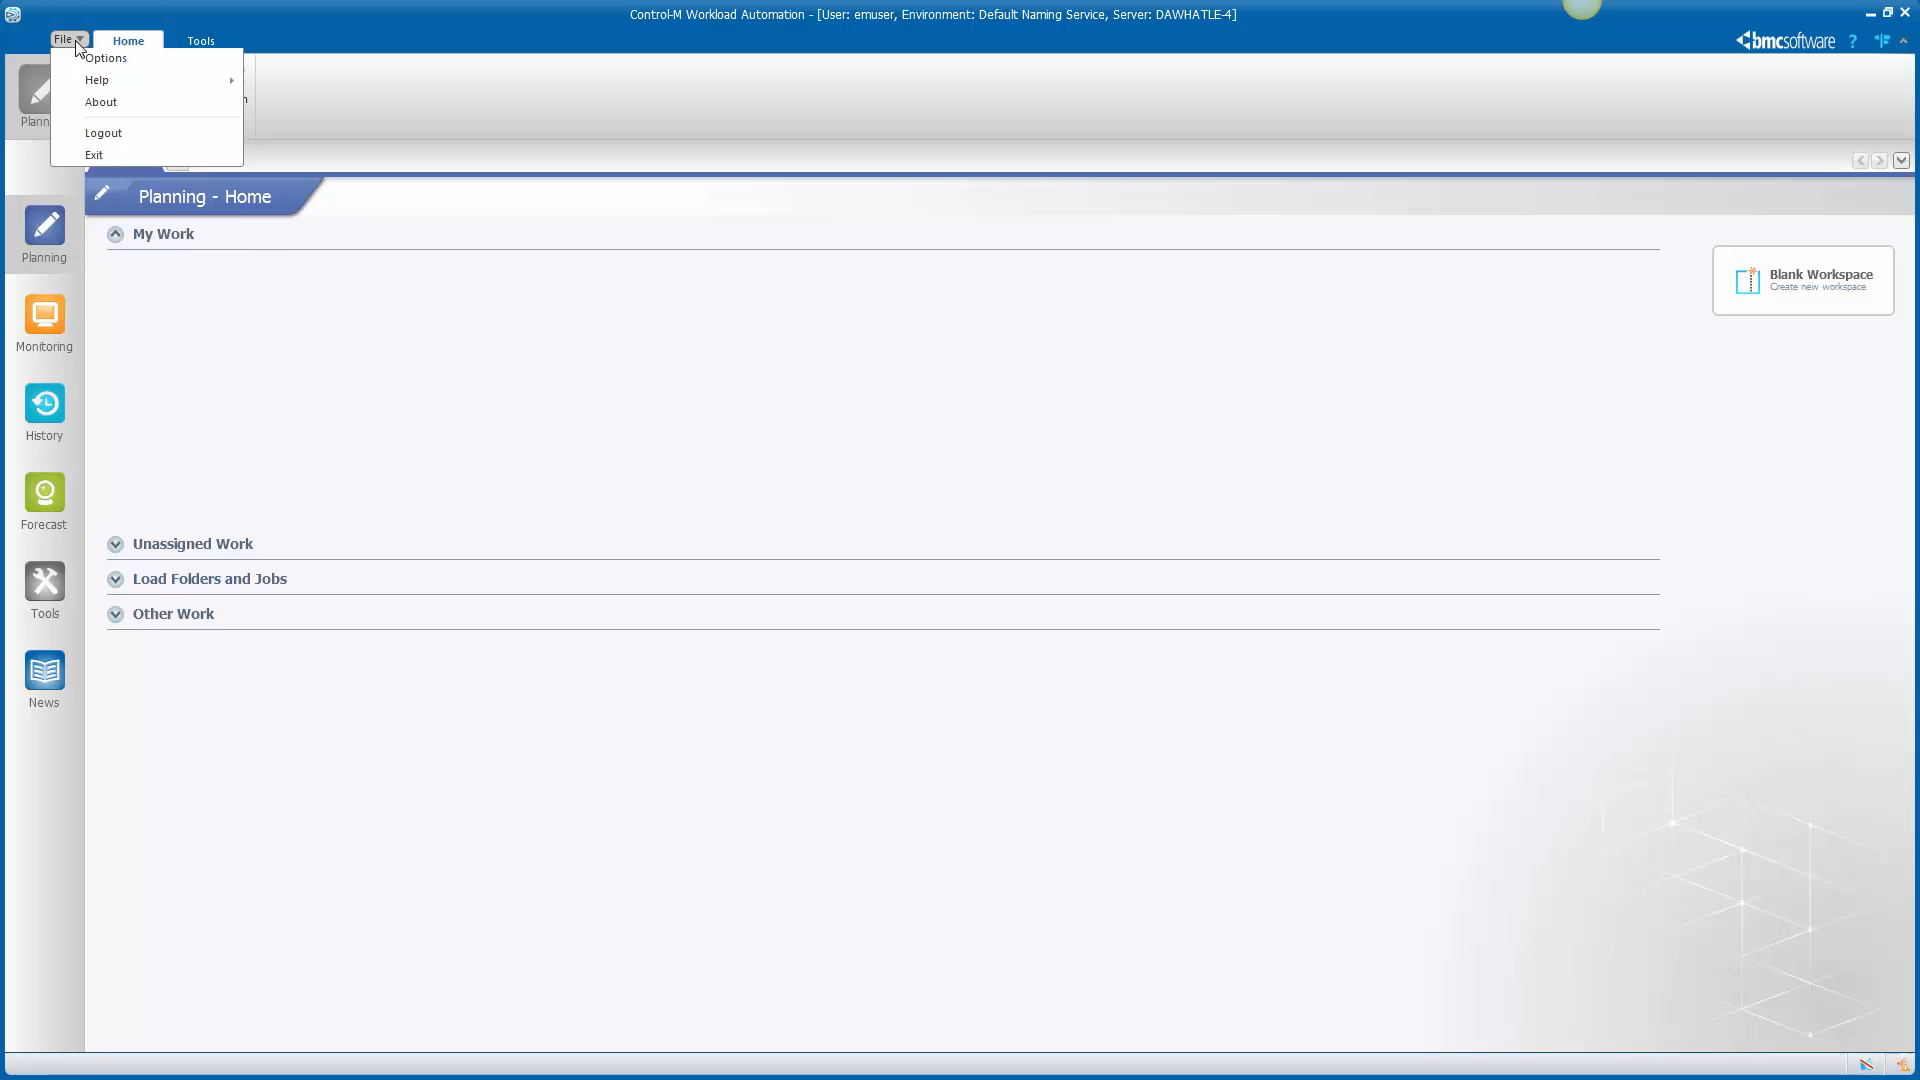 Control-M Workload Automation - [User: emuser, Environment: Default Naming Service, Server: DAWHATLE-4]
File Home Tools
bmcsoftware ?
Options
Help
About
Logout
Exit
Plann
n
Planning - Home
My Work
Blank Workspace
Create new workspace
Planning
Monitoring
History
Forecast
Tools
News
Unassigned Work
Load Folders and Jobs
Other Work